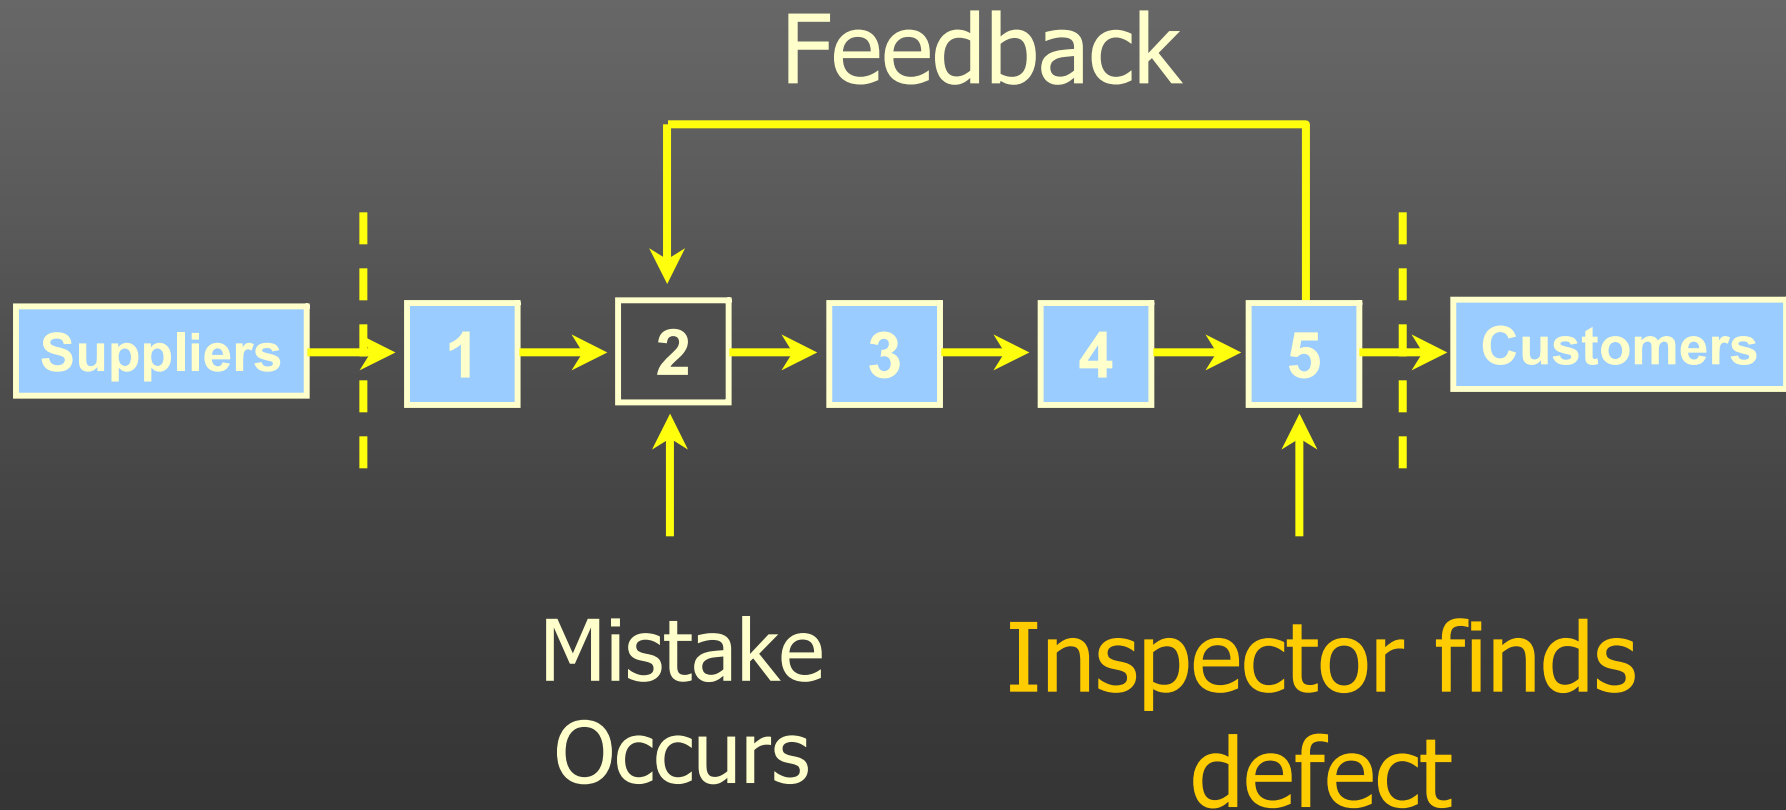 Feedback
Suppliers
1
2
3
4
5
Customers
Mistake
Occurs
Inspector finds
defect